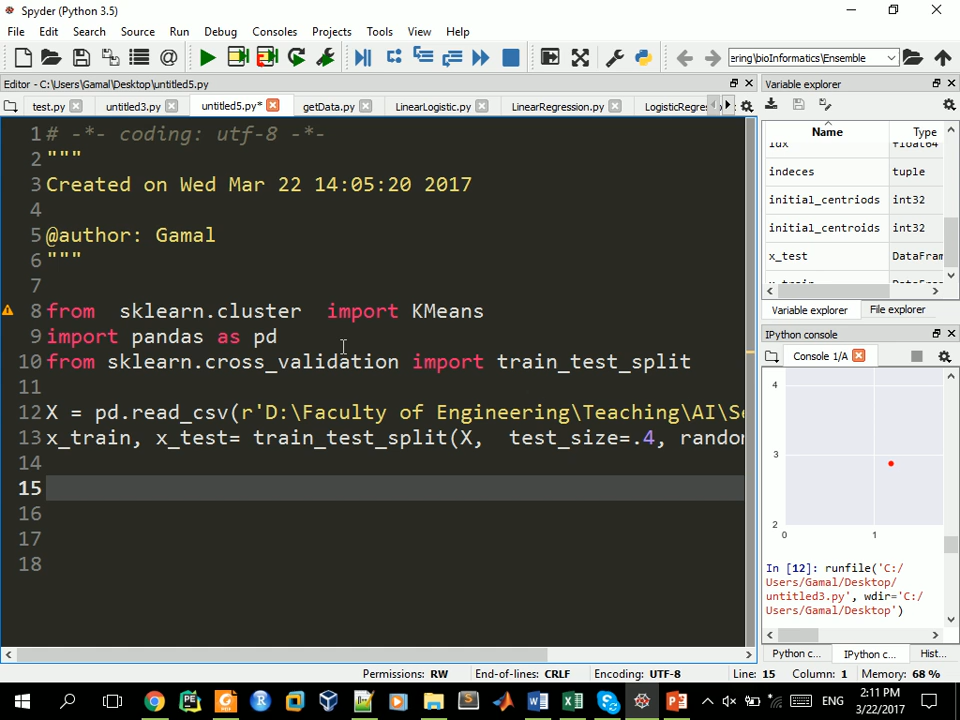 Spyder (Python 3.5)
File Edit Search Source Run Debug Consoles Projects Tools View Help
ering\bioInformatics\Ensemble
Editor - C:\Users\Gamal\Desktop\untitled5.py
test.py untitled3.py untitled5.py* getData.py LinearLogistic.py LinearRegression.py LogisticRegres
1 # -*- coding: utf-8 -*-
2 """
3 Created on Wed Mar 22 14:05:20 2017
4
5 @author: Gamal
6 """
7
8 from sklearn.cluster import KMeans
9 import pandas as pd
10 from sklearn.cross_validation import train_test_split
11
12 X = pd.read_csv(r'D:\Faculty of Engineering\Teaching\AI\Se
13 x_train, x_test= train_test_split(X, test_size=.4, random
14
15
16
17
18
Variable explorer
Name Type
float64
indeces tuple
initial_centriods int32
initial_centroids int32
x_test DataFram
Variable explorer File explorer
IPython console
Console 1/A
4
3
2
0 1
In [12]: runfile('C:/
Users/Gamal/Desktop/
untitled3.py', wdir='C:/
Users/Gamal/Desktop')
Python c... IPython c... Hist...
Permissions: RW End-of-lines: CRLF Encoding: UTF-8 Line: 15 Column: 1 Memory: 68 %
ENG
2:11 PM
3/22/2017